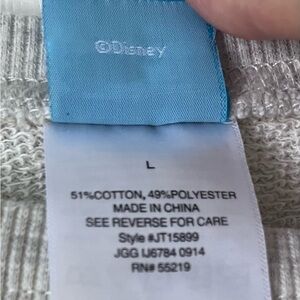 ©Disney
L
51%COTTON, 49%POLYESTER
MADE IN CHINA
SEE REVERSE FOR CARE
Style #JT15899
JGG IJ6784 0914
RN# 55219